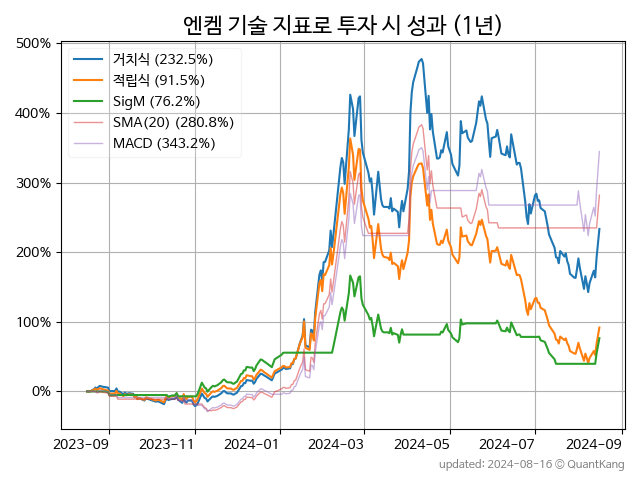 엔켐 기술 지표로 투자 시 성과 (1년)
500%
400%
300%
200%
100%
0%
거치식 (232.5%)
적립식 (91.5%)
SigM (76.2%)
SMA(20) (280.8%)
MACD (343.2%)
2023-09 2023-11 2024-01 2024-03 2024-05 2024-07 2024-09
updated: 2024-08-16 © QuantKang